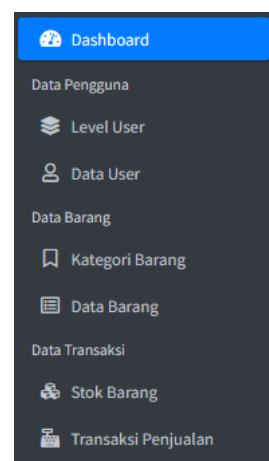 Dashboard
Data Pengguna
Level User
Data User
Data Barang
Kategori Barang
Data Barang
Data Transaksi
Stok Barang
Transaksi Penjualan